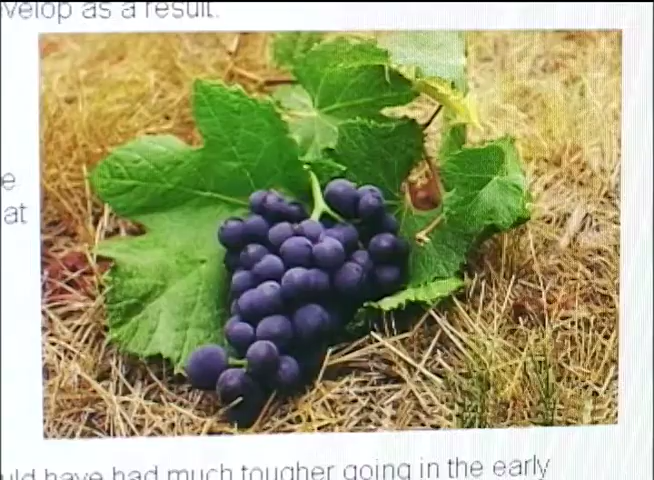 velop as a result.
e
at
uld have had much tougher going in the early